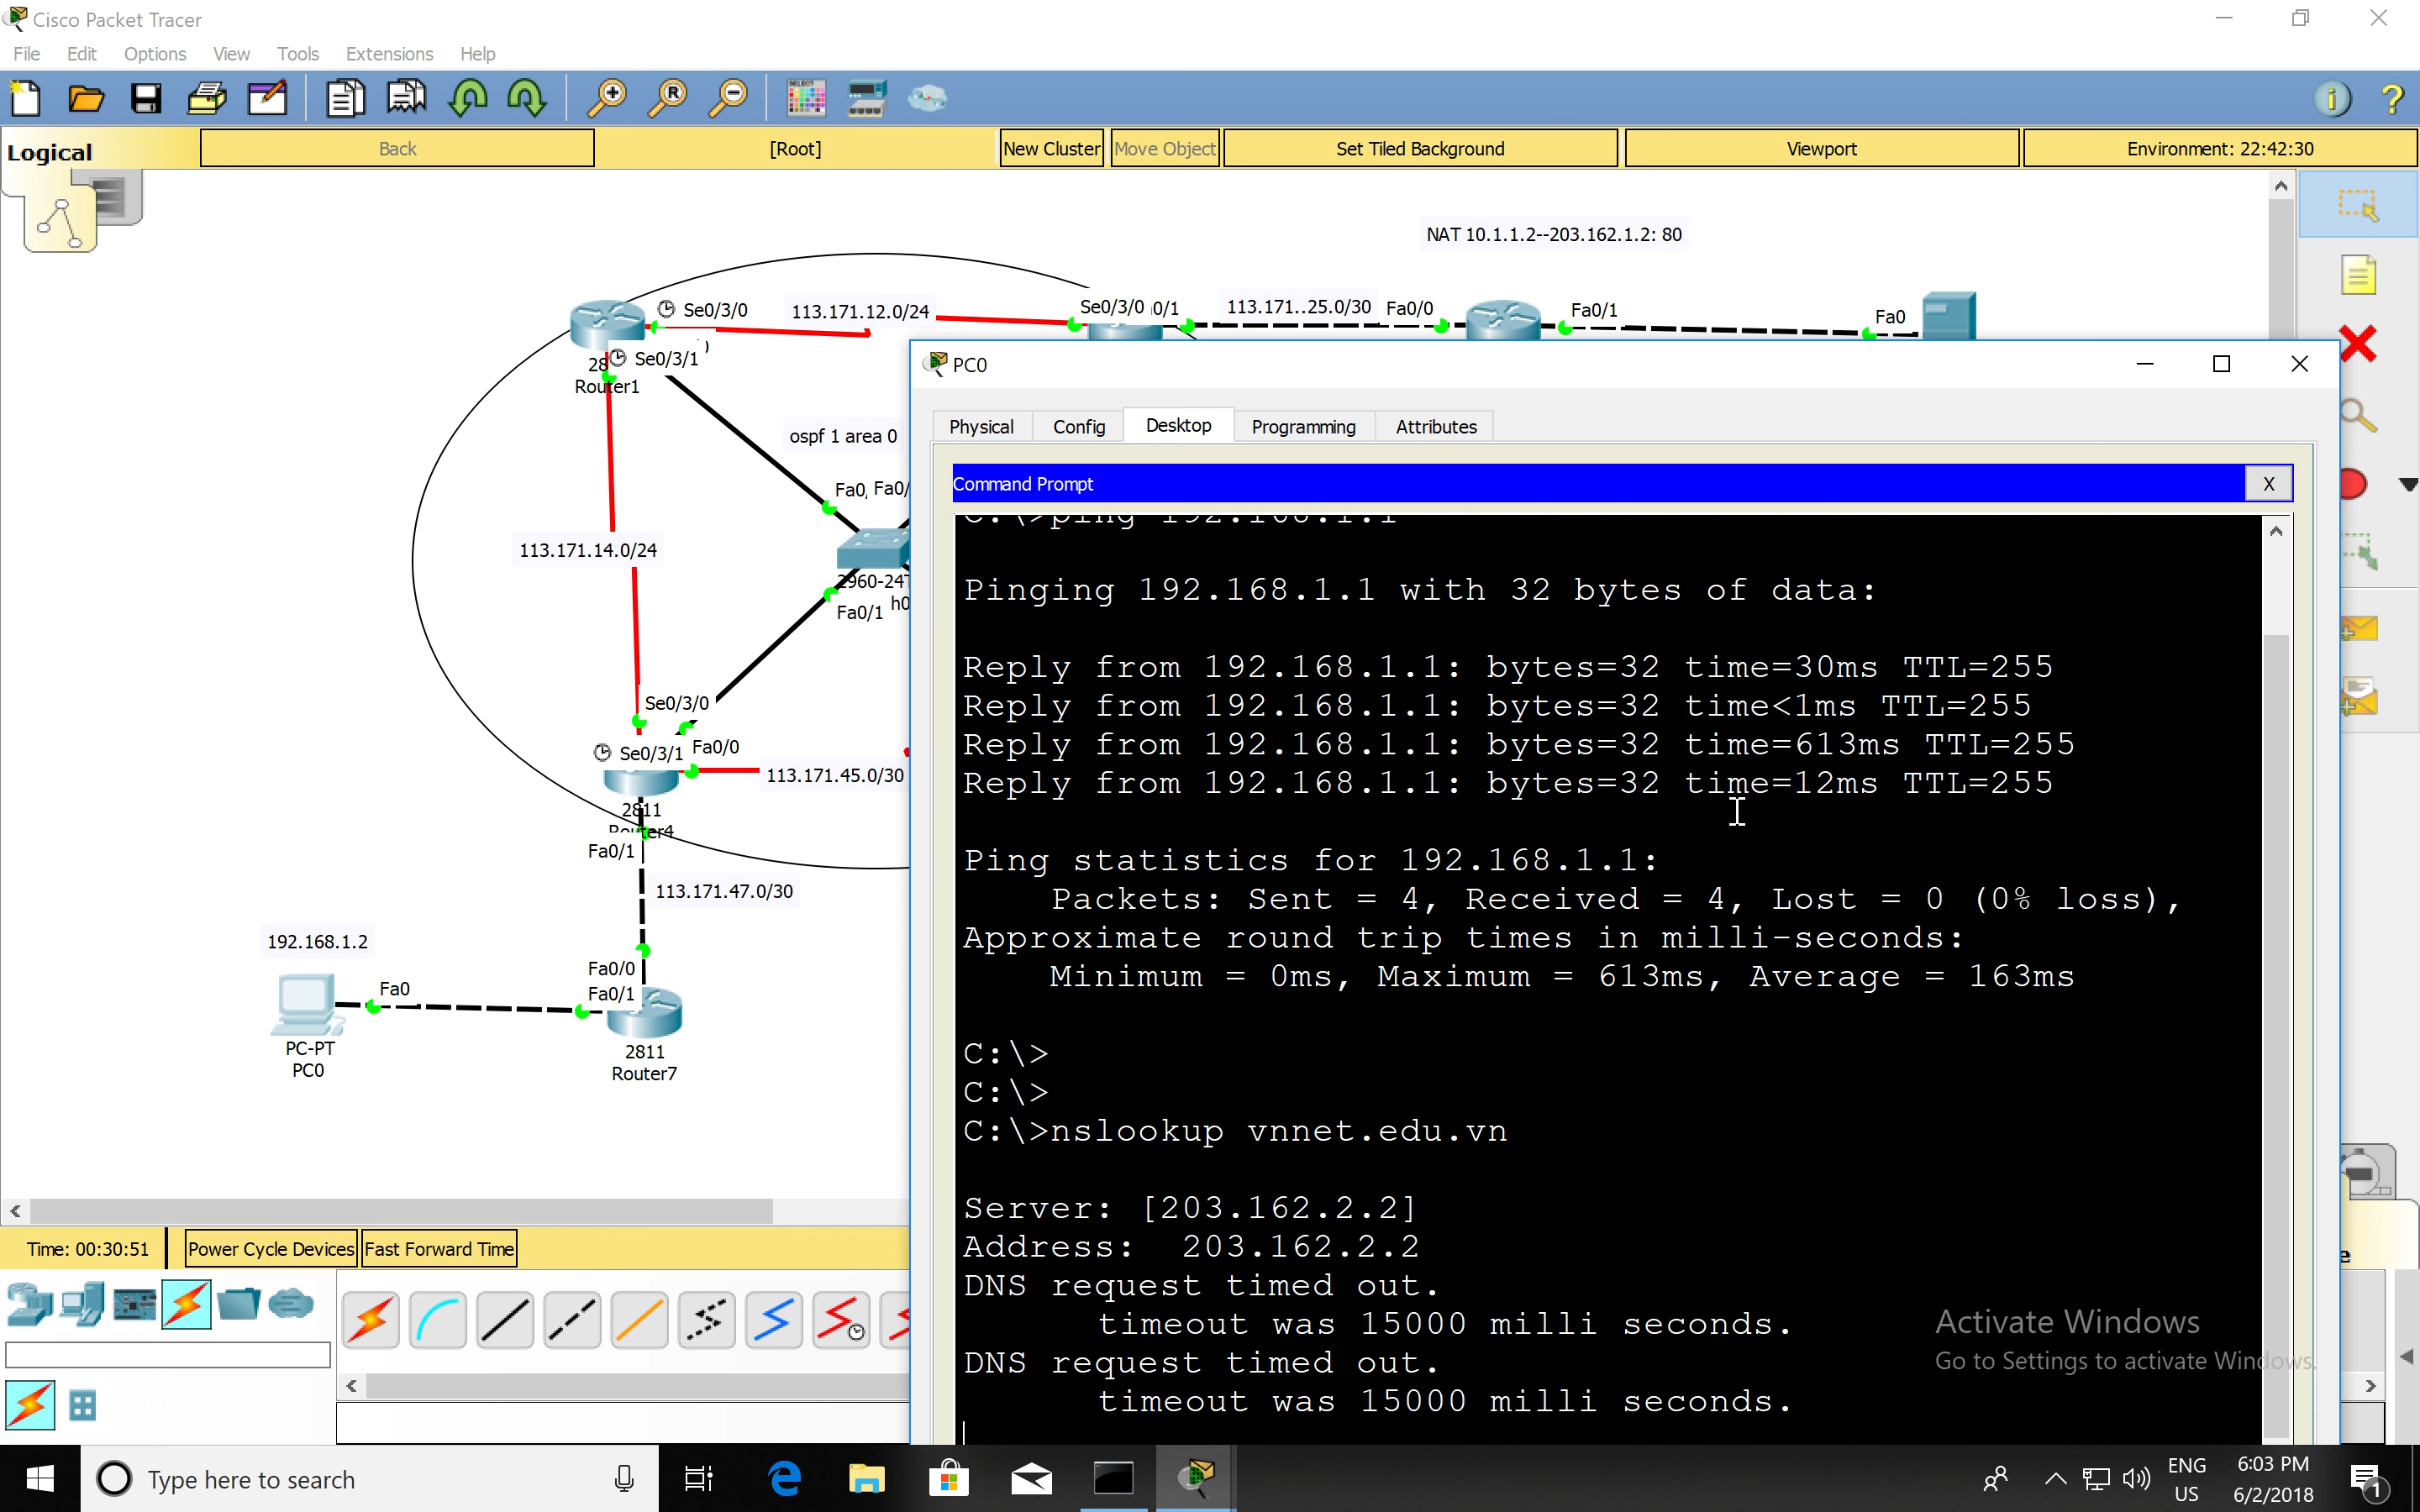 Cisco Packet Tracer
File Edit Options View Tools Extensions Help
Logical
Back
[Root]
New Cluster
Move Object
Set Tiled Background
Viewport
Environment: 22:42:30
NAT 10.1.1.2--203.162.1.2: 80
Se0/3/0
113.171.12.0/24
Se0/3/0
0/1
113.171..25.0/30
Fa0/0
Fa0/1
Fa0
Se0/3/1
28
Router1
ospf 1 area 0
Fa0,
Fa0/
113.171.14.0/24
2960-24T
h0
Fa0/1
Se0/3/0
Se0/3/1
Fa0/0
113.171.45.0/30
2811
Router4
Fa0/1
113.171.47.0/30
192.168.1.2
Fa0
Fa0/0
Fa0/1
PC-PT
PC0
2811
Router7
PC0
Physical Config Desktop Programming Attributes
Command Prompt
X
C:\>ping 192.168.1.1
Pinging 192.168.1.1 with 32 bytes of data:
Reply from 192.168.1.1: bytes=32 time=30ms TTL=255
Reply from 192.168.1.1: bytes=32 time<1ms TTL=255
Reply from 192.168.1.1: bytes=32 time=613ms TTL=255
Reply from 192.168.1.1: bytes=32 time=12ms TTL=255
Ping statistics for 192.168.1.1:
Packets: Sent = 4, Received = 4, Lost = 0 (0% loss),
Approximate round trip times in milli-seconds:
Minimum = 0ms, Maximum = 613ms, Average = 163ms
C:\>
C:\>
C:\>nslookup vnnet.edu.vn
Server: [203.162.2.2]
Address: 203.162.2.2
DNS request timed out.
timeout was 15000 milli seconds.
DNS request timed out.
timeout was 15000 milli seconds.
Activate Windows
Go to Settings to activate Windows.
Time: 00:30:51
Power Cycle Devices
Fast Forward Time
e
Type here to search
ENG
US
6:03 PM
6/2/2018
1